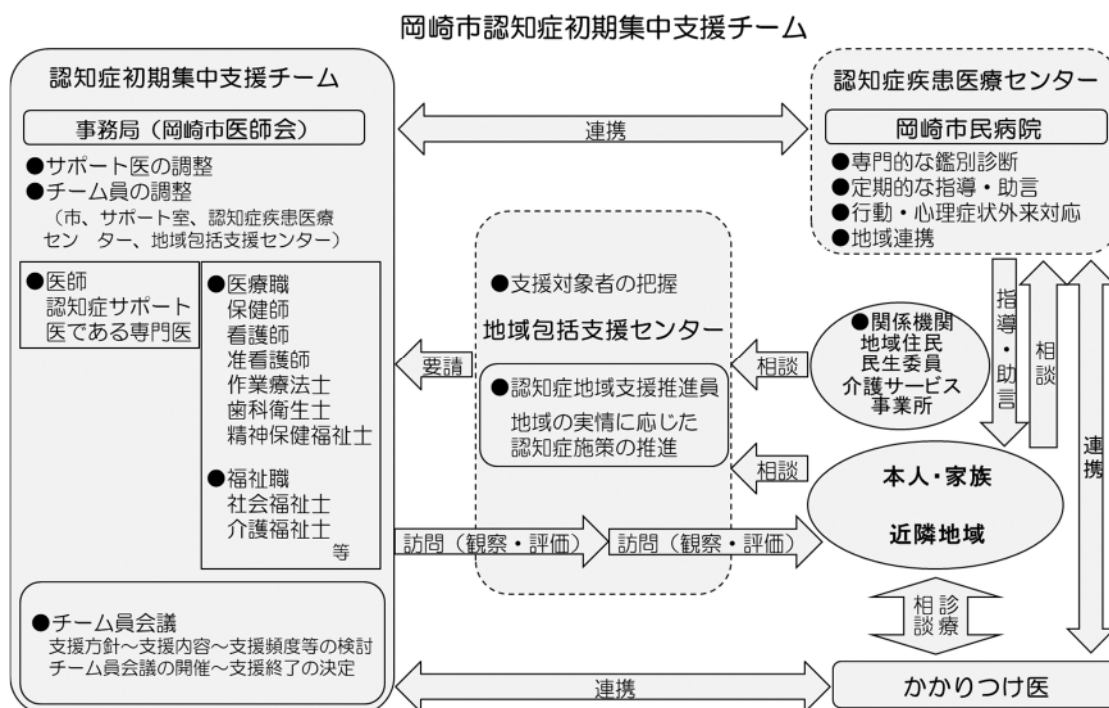 岡崎市認知症初期集中支援チーム
認知症初期集中支援チーム
事務局（岡崎市医師会）
●サポート医の調整
●チーム員の調整
（市、サポート室、認知症疾患医療
セン　ター、地域包括支援センター）
●医師
認知症サポート
医である専門医
●医療職
保健師
看護師
准看護師
作業療法士
歯科衛生士
精神保健福祉士
●福祉職
社会福祉士
介護福祉士
等
●チーム員会議
支援方針～支援内容～支援頻度等の検討
チーム員会議の開催～支援終了の決定
連携
要請
●支援対象者の把握
地域包括支援センター
●認知症地域支援推進員
地域の実情に応じた
認知症施策の推進
相談
相談
訪問（観察・評価）
訪問（観察・評価）
連携
認知症疾患医療センター
岡崎市民病院
●専門的な鑑別診断
●定期的な指導・助言
●行動・心理症状外来対応
●地域連携
●関係機関
地域住民
民生委員
介護サービス
事業所
指導・助言
相談
連携
本人・家族
近隣地域
相談
診療
かかりつけ医